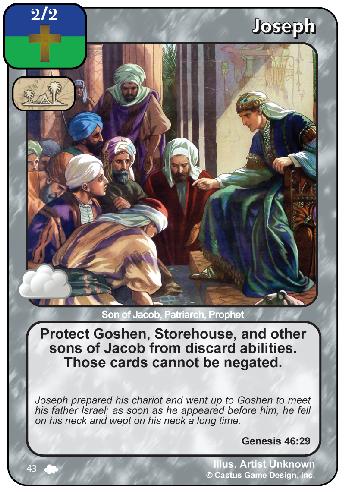 2/2
Joseph
Son of Jacob, Patriarch, Prophet
Protect Goshen, Storehouse, and other
sons of Jacob from discard abilities.
Those cards cannot be negated.
Joseph prepared his chariot and went up to Goshen to meet
his father Israel; as soon as he appeared before him, he fell
on his neck and wept on his neck a long time.
Genesis 46:29
43
Illus. Artist Unknown
© Cactus Game Design, Inc.